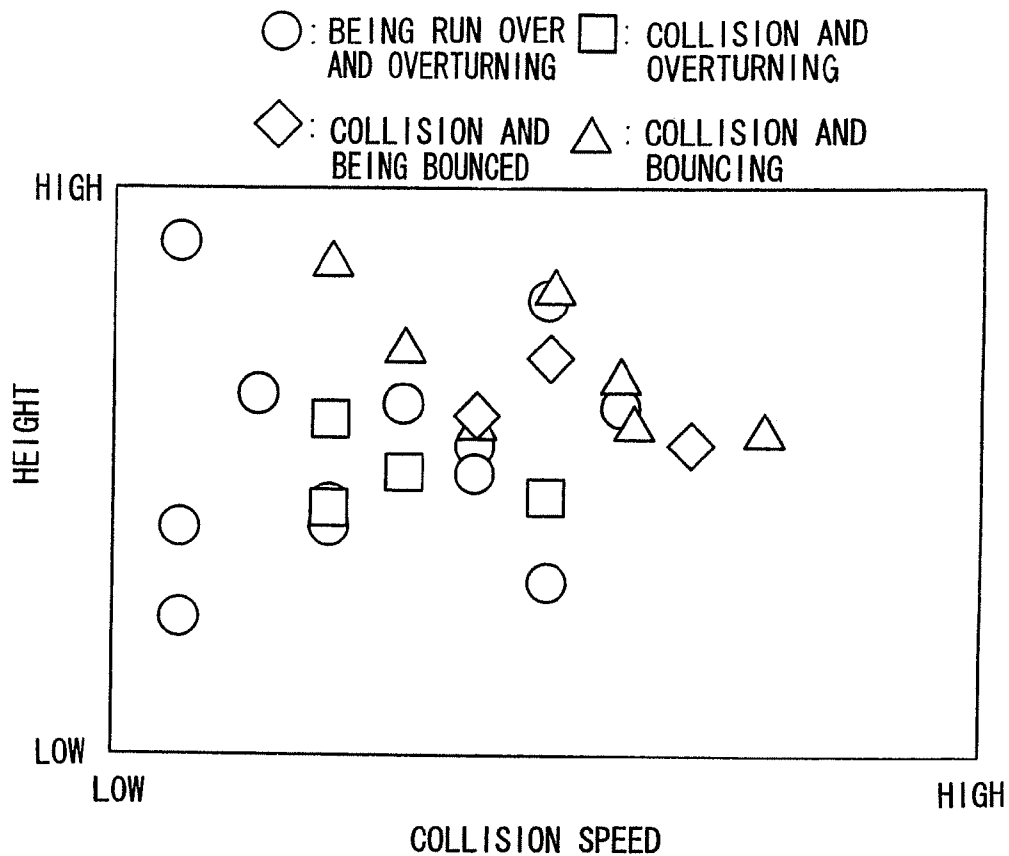 : BEING RUN OVER
AND OVERTURNING
: COLLISION AND
OVERTURNING
: COLLISION AND
BEING BOUNCED
: COLLISION AND
BOUNCING
HIGH
HEIGHT
LOW
LOW
HIGH
COLLISION SPEED